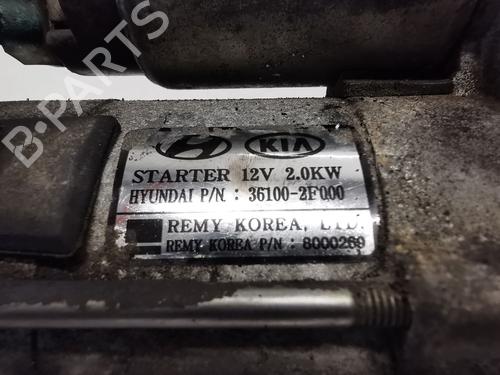 B-PARTS
KIA
STARTER 12V 2.0KW
HYUNDAI P/N : 36100-2F000
REMY KOREA, LTD.
REMY KOREA P/N : 8000269